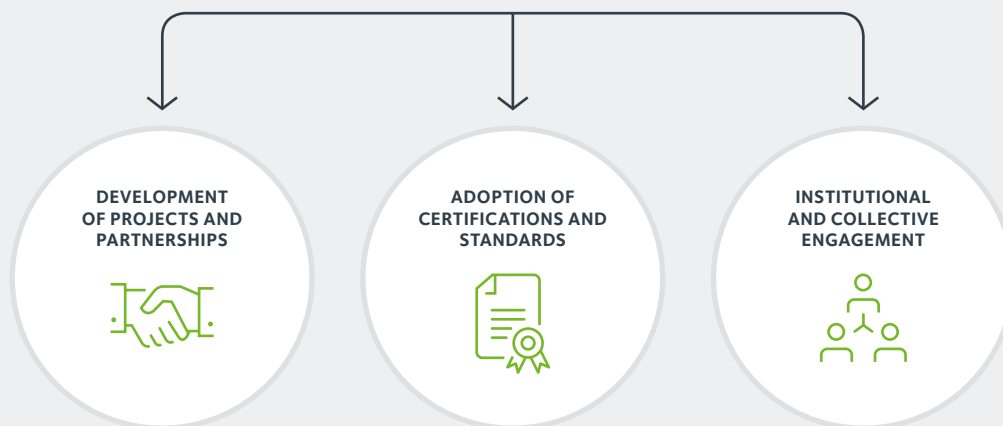 DEVELOPMENT
OF PROJECTS AND
PARTNERSHIPS
ADOPTION OF
CERTIFICATIONS AND
STANDARDS
INSTITUTIONAL
AND COLLECTIVE
ENGAGEMENT